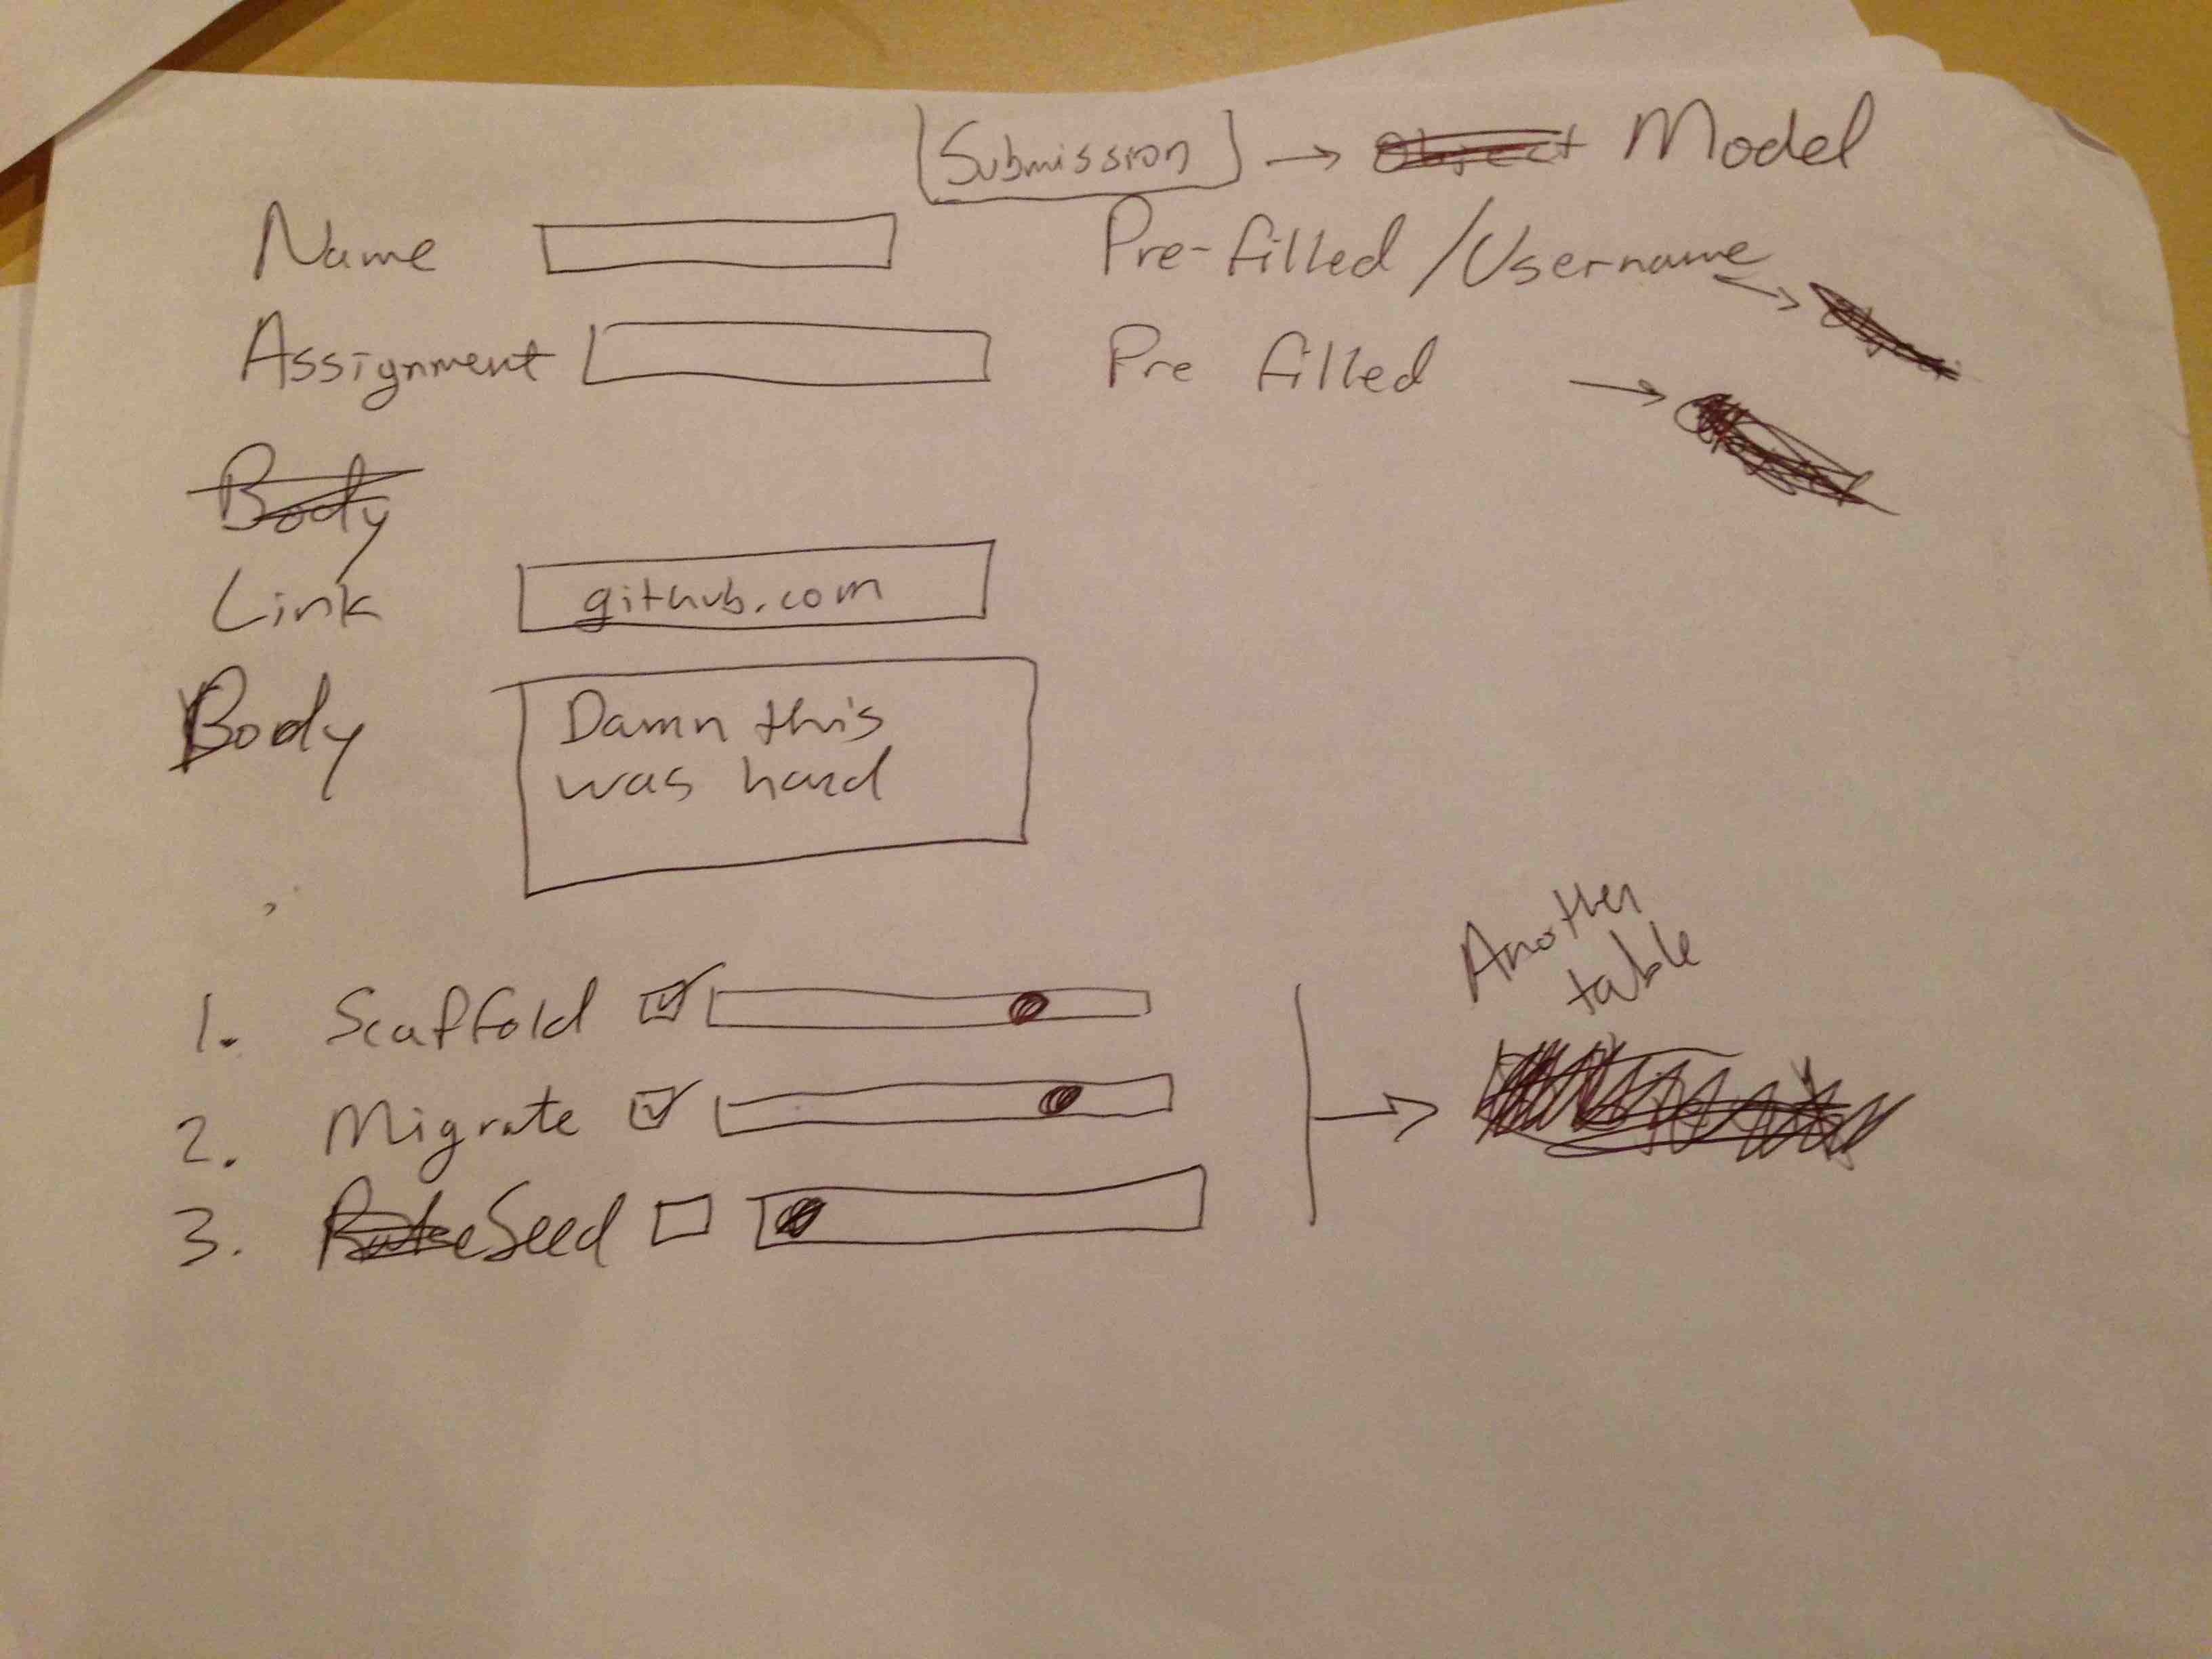 Submission → Object Model
Name Pre-filled / Username →
Assignment Pre filled →
Body
Link github.com
Body Damn this
was hard
Another
table
1. Scaffold
2. Migrate
3. Rake Seed